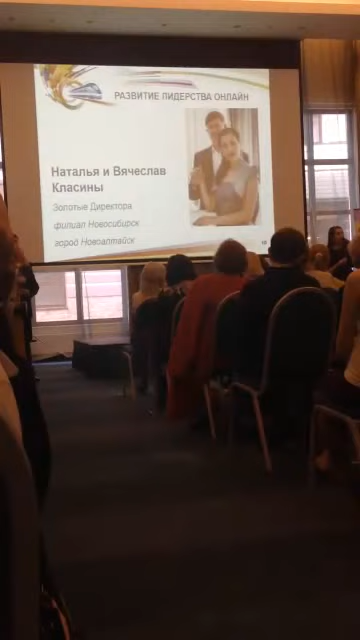 РАЗВИТИЕ ЛИДЕРСТВА ОНЛАЙН
Наталья и Вячеслав
Класины
Золотые Директора
филиал Новосибирск
город Новоалтайск